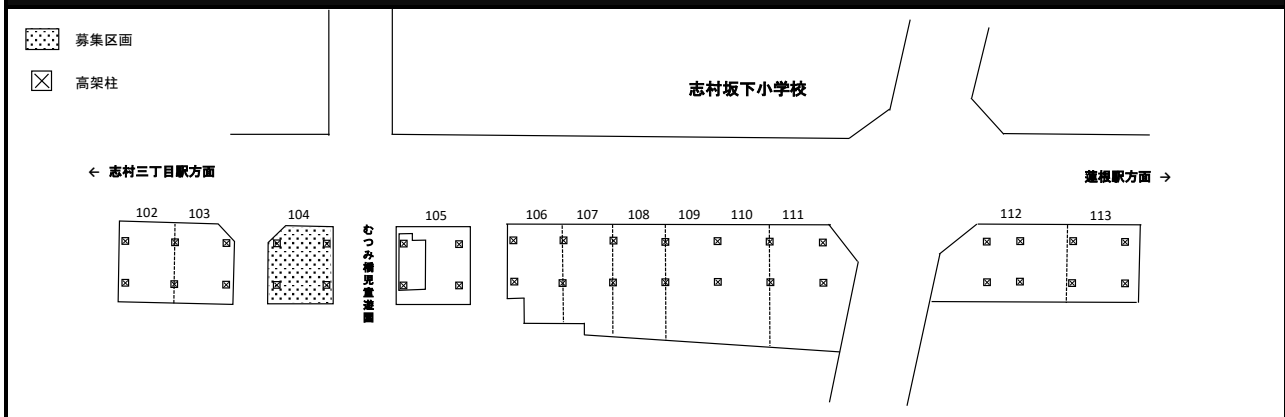 募集区画
高架柱
志村坂下小学校
← 志村三丁目駅方面
蓮根駅方面 →
102
103
104
105
106
107
108
109
110
111
112
113
むつみ橋児童遊園